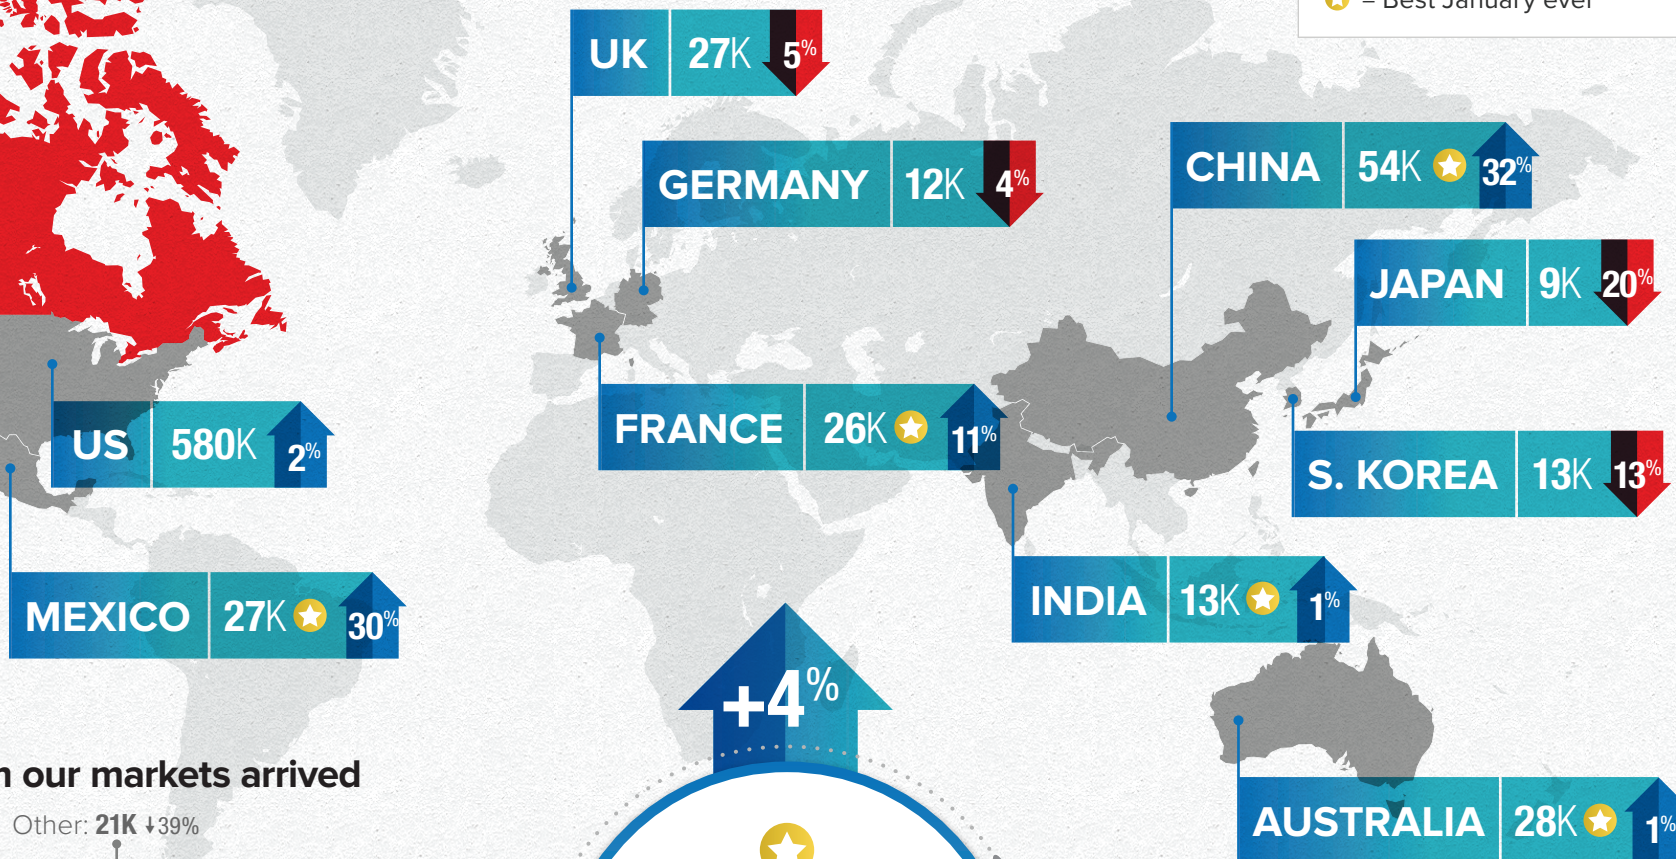 = Best January ever
UK 27K 5%
GERMANY 12K 4%
CHINA 54K 32%
JAPAN 9K 20%
FRANCE 26K 11%
US 580K 2%
S. KOREA 13K 13%
INDIA 13K 1%
MEXICO 27K 30%
+4%
our markets arrived
Other: 21K ↓39%
AUSTRALIA 28K 1%